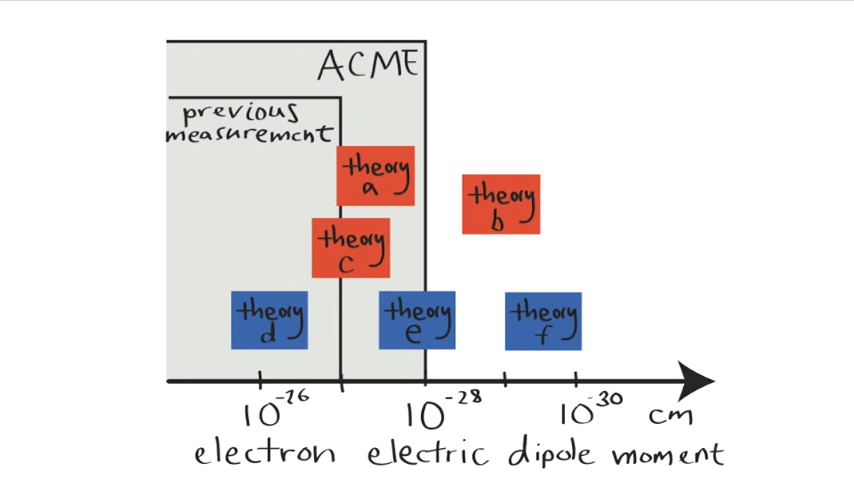 ACME
previous
measurement
theory
a
theory
b
theory
c
theory
d
theory
e
theory
f
10⁻²⁶ 10⁻²⁸ 10⁻³⁰ cm
electron electric dipole moment